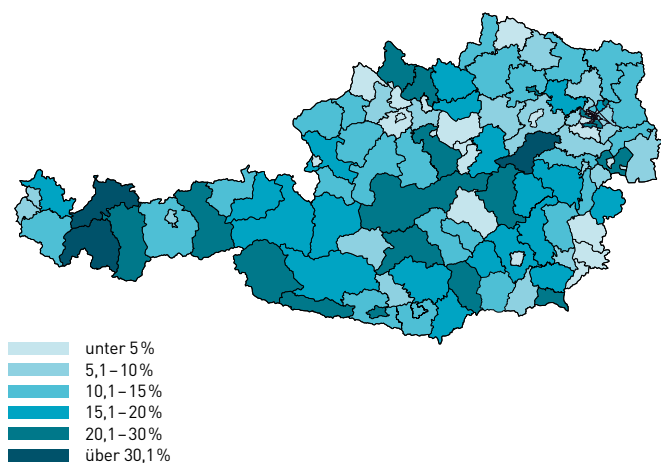 unter 5 %
5,1 – 10 %
10,1 – 15 %
15,1 – 20 %
20,1 – 30 %
über 30,1 %